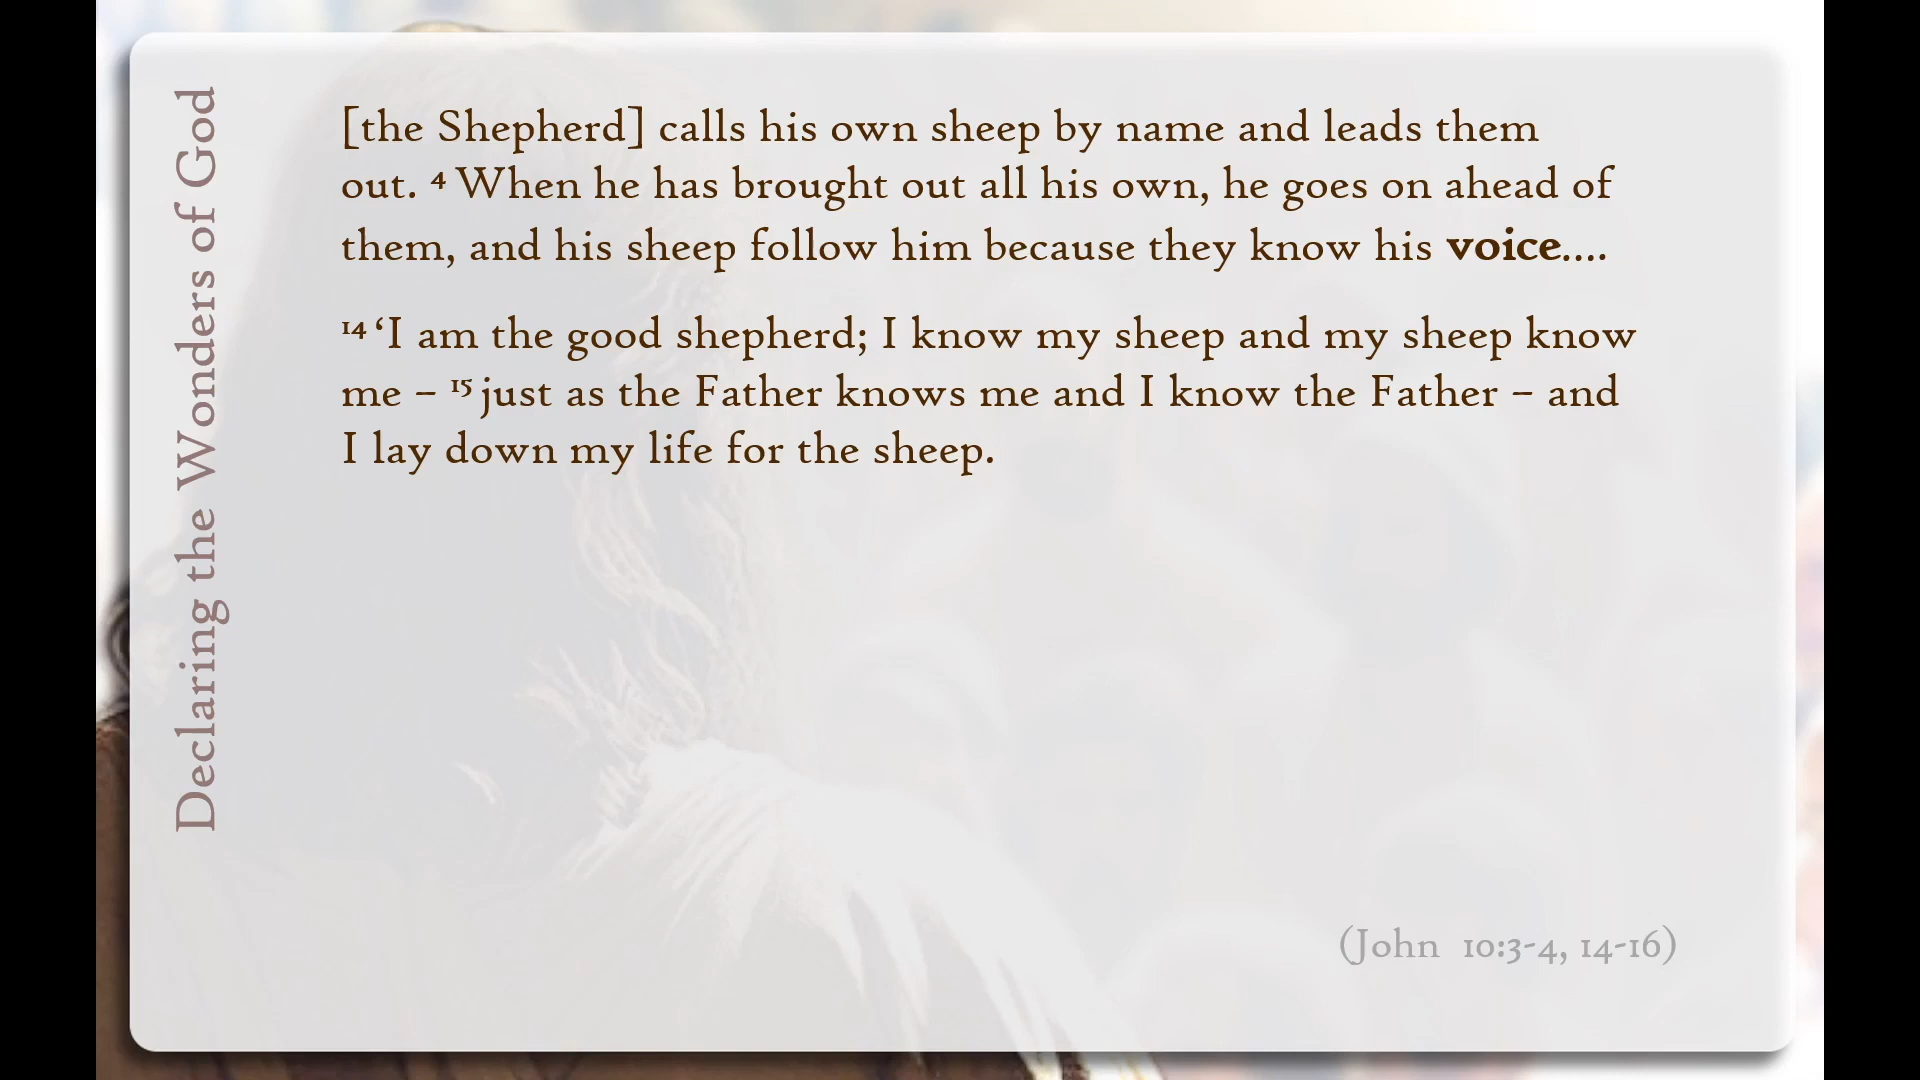 Declaring the Wonders of God
[the Shepherd] calls his own sheep by name and leads them
out. ⁴ When he has brought out all his own, he goes on ahead of
them, and his sheep follow him because they know his voice….
¹⁴ ‘I am the good shepherd; I know my sheep and my sheep know
me – ¹⁵ just as the Father knows me and I know the Father – and
I lay down my life for the sheep.
(John 10:3-4, 14-16)